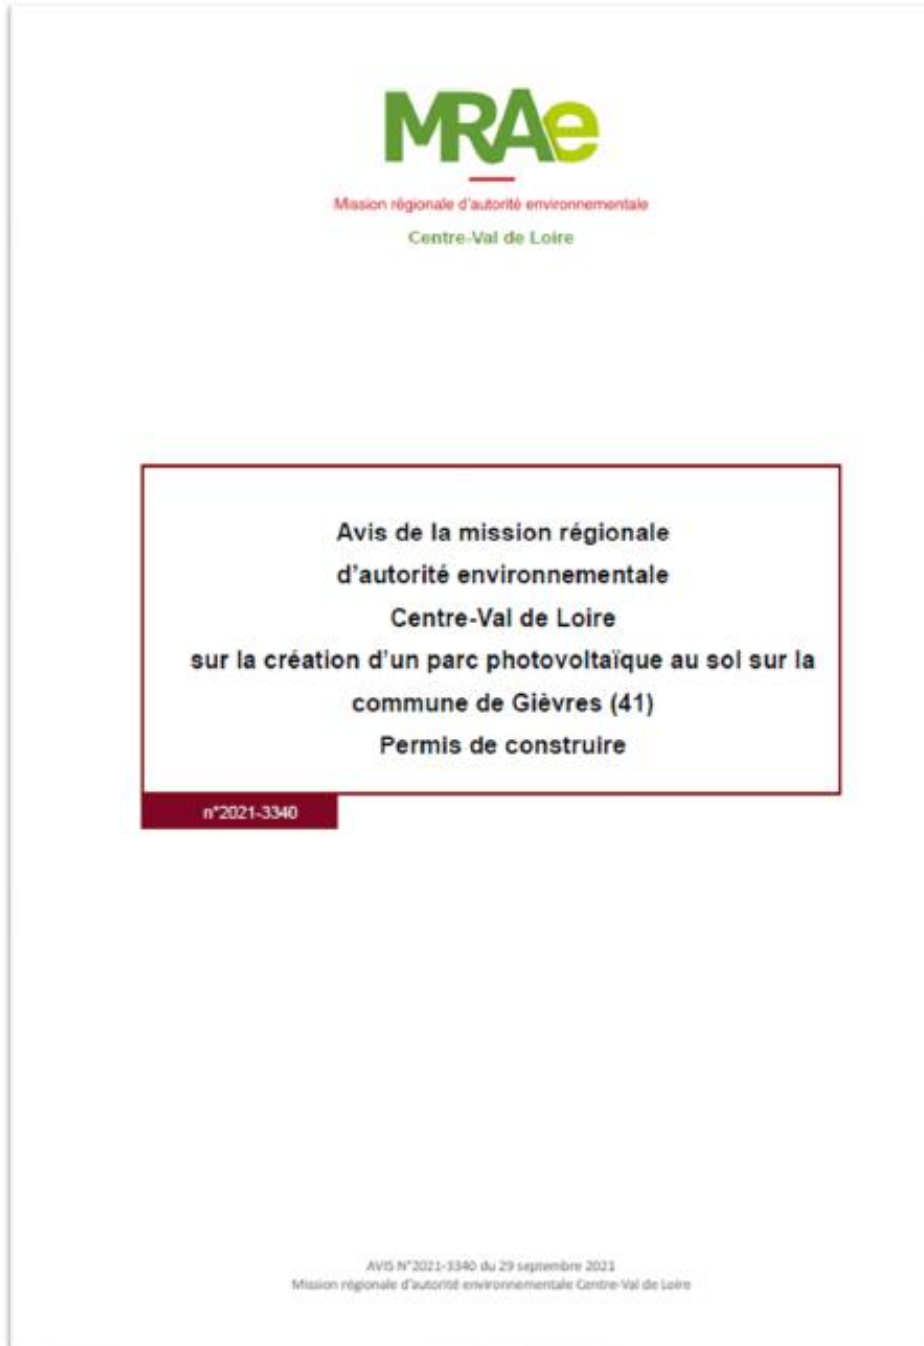 MRAe
Mission régionale d'autorité environnementale
Centre-Val de Loire
Avis de la mission régionale
d'autorité environnementale
Centre-Val de Loire
sur la création d'un parc photovoltaïque au sol sur la
commune de Gièvres (41)
Permis de construire
n°2021-3340
AVIS N°2021-3340 du 29 septembre 2021
Mission régionale d'autorité environnementale Centre-Val de Loire